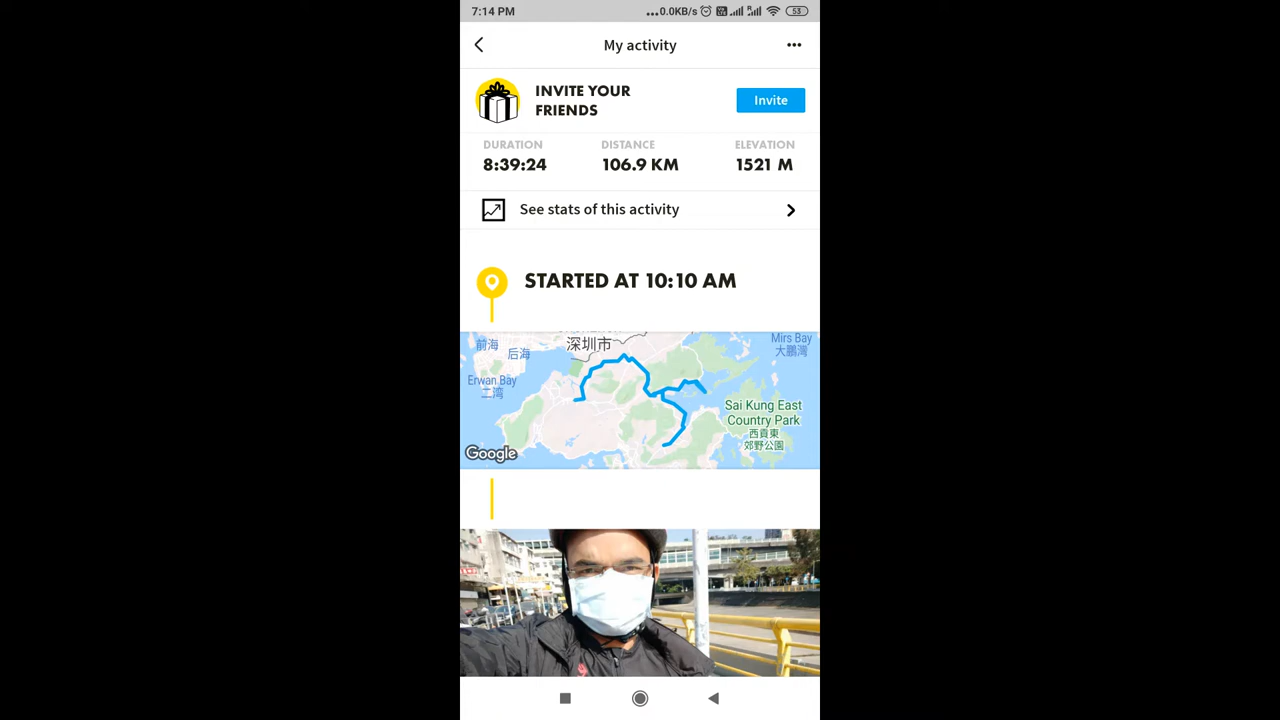 7:14 PM
...0.0KB/s
53
My activity
INVITE YOUR
FRIENDS
Invite
DURATION
8:39:24
DISTANCE
106.9 KM
ELEVATION
1521 M
See stats of this activity
STARTED AT 10:10 AM
深圳市
前海
后海
Mirs Bay
大鵬灣
Erwan Bay
二湾
Sai Kung East
Country Park
西貢東
郊野公園
Google